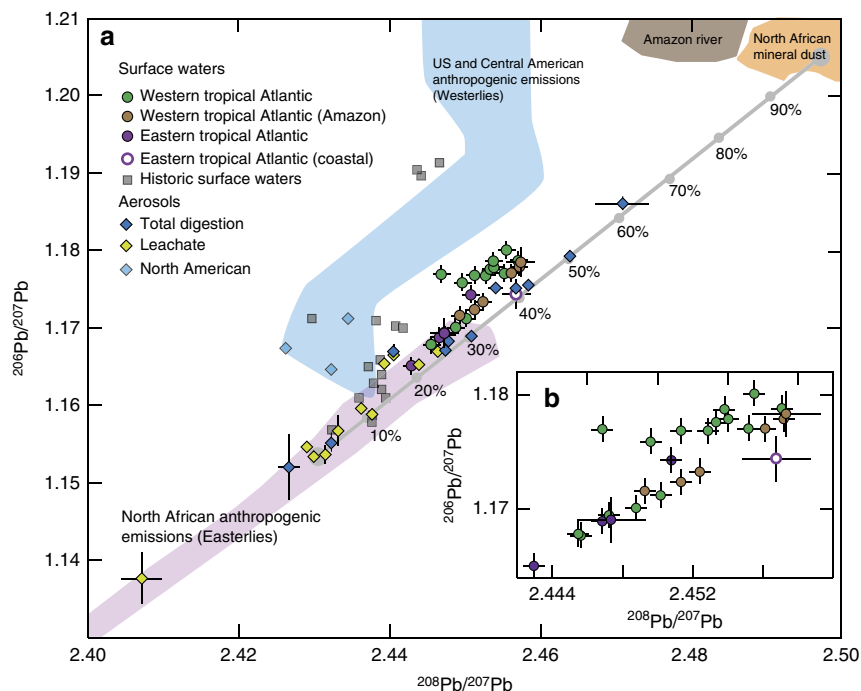 1.21
1.20
1.19
1.18
1.17
1.16
1.15
1.14
206Pb/207Pb
a
Surface waters
Western tropical Atlantic
Western tropical Atlantic (Amazon)
Eastern tropical Atlantic
Eastern tropical Atlantic (coastal)
Historic surface waters
Aerosols
Total digestion
Leachate
North American
US and Central American
anthropogenic emissions
(Westerlies)
Amazon river
North African
mineral dust
90%
80%
70%
60%
50%
40%
30%
20%
10%
North African anthropogenic
emissions (Easterlies)
b
1.18
1.17
206Pb/207Pb
2.444
2.452
208Pb/207Pb
2.40
2.42
2.44
2.46
2.48
2.50
208Pb/207Pb